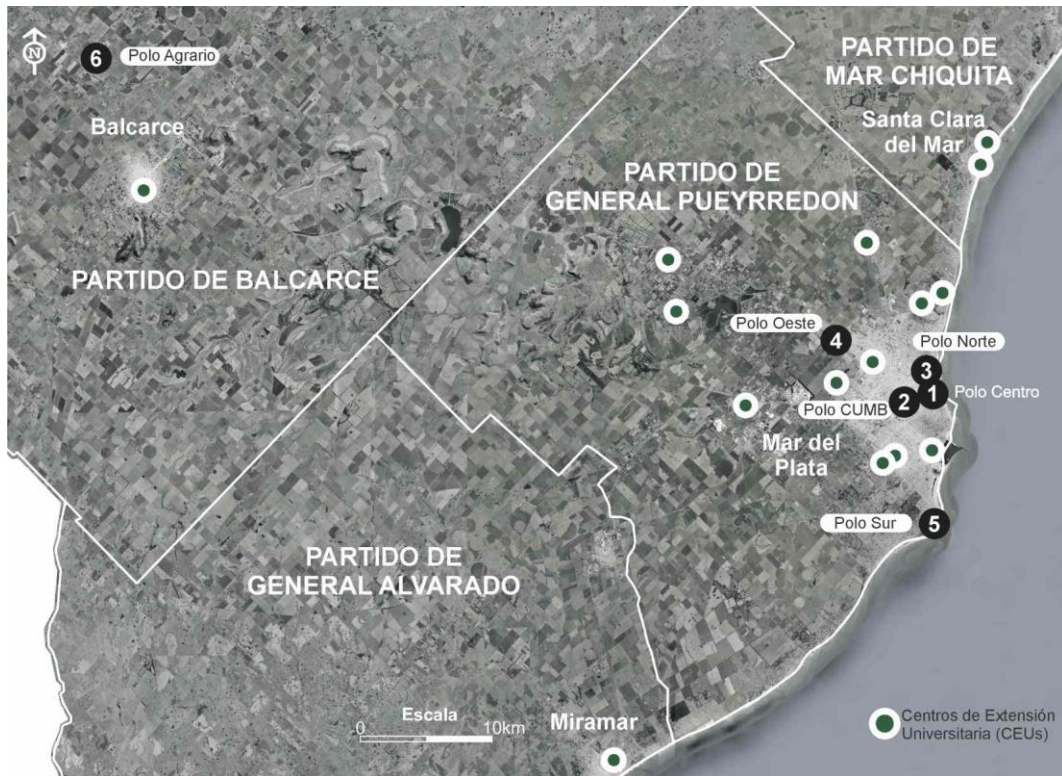 N
6
Polo Agrario
PARTIDO DE
MAR CHIQUITA
Balcarce
Santa Clara
del Mar
PARTIDO DE
GENERAL PUEYRREDON
PARTIDO DE BALCARCE
Polo Oeste
4
Polo Norte
3
1
Polo Centro
Polo CUMB
2
Mar del
Plata
Polo Sur
5
PARTIDO DE
GENERAL ALVARADO
Escala
0
10km
Miramar
Centros de Extensión
Universitaria (CEUs)